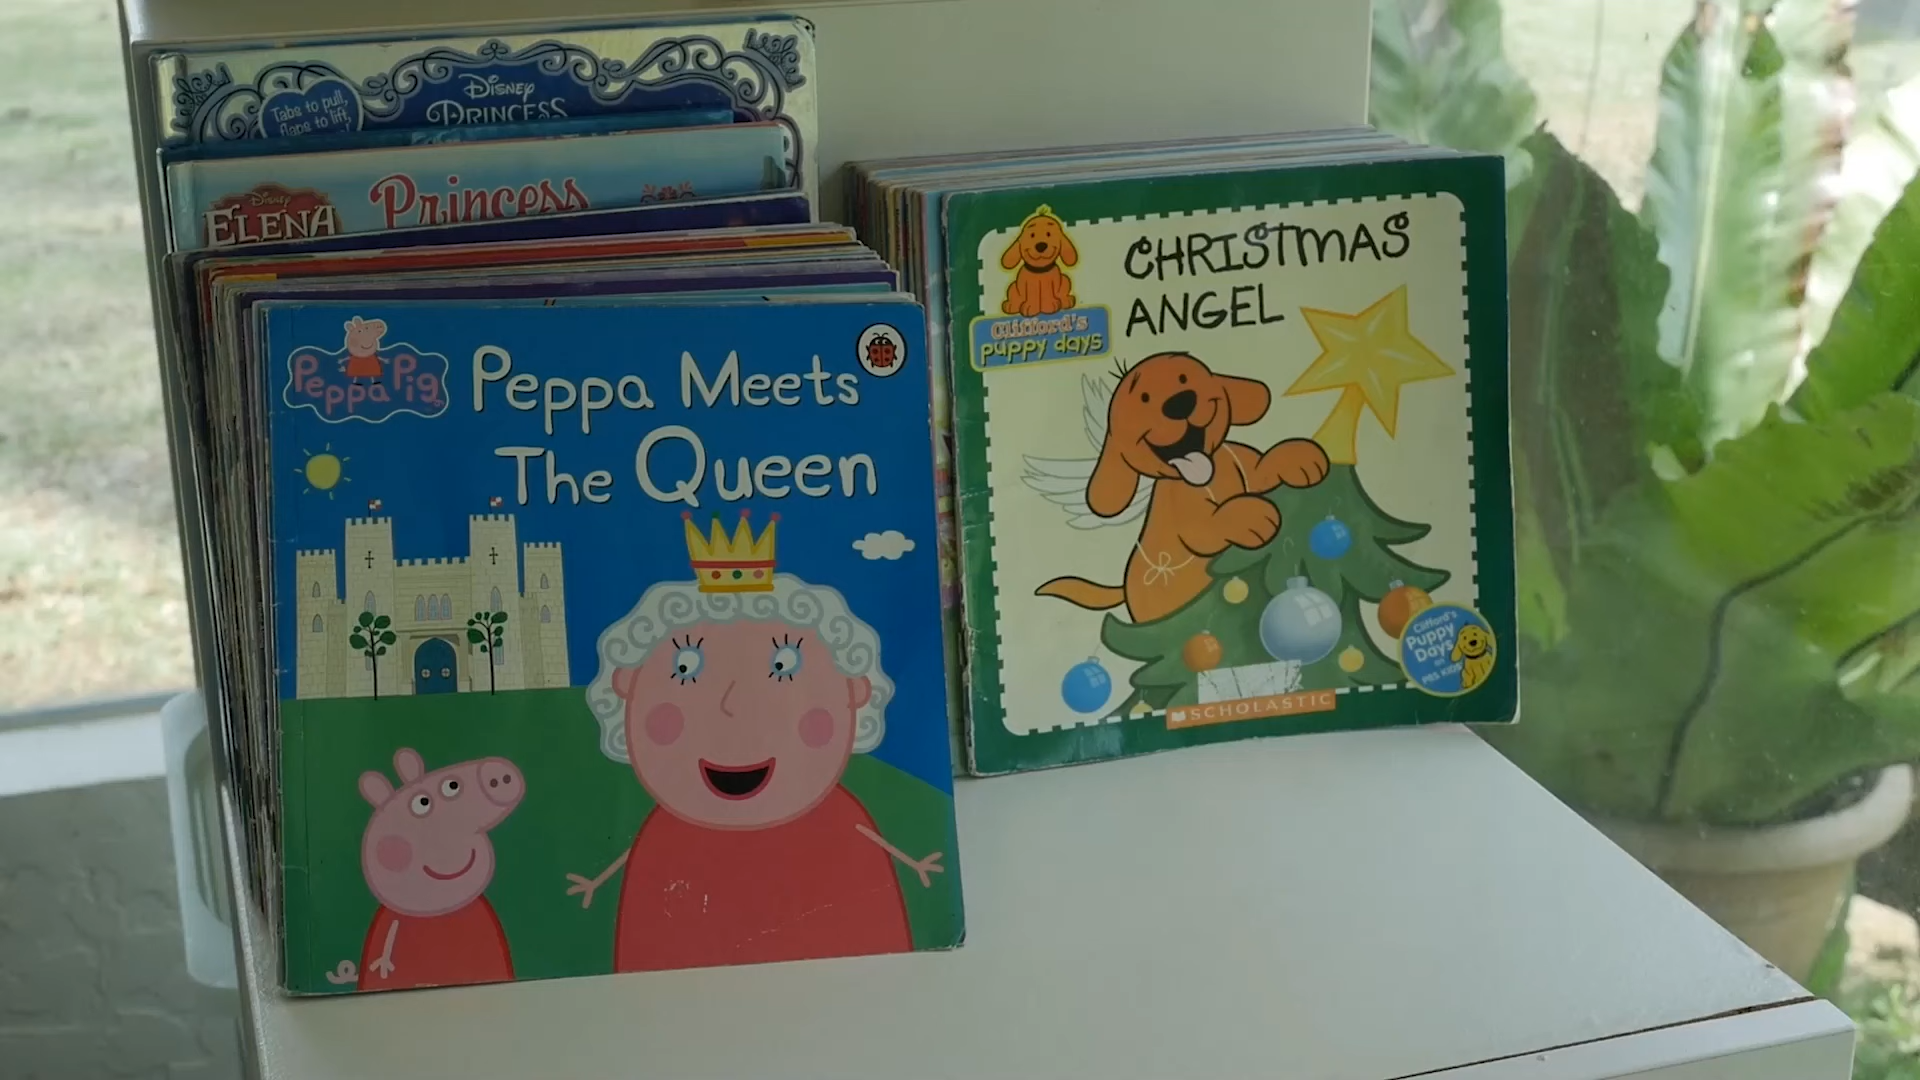 Tabs to pull,
flaps to lift,
Disney
PRINCESS
Disney
ELENA
Princess
Peppa Pig
Peppa Meets
The Queen
Clifford's
puppy days
CHRISTMAS
ANGEL
Clifford's
Puppy
Days
on
PBS KIDS
SCHOLASTIC